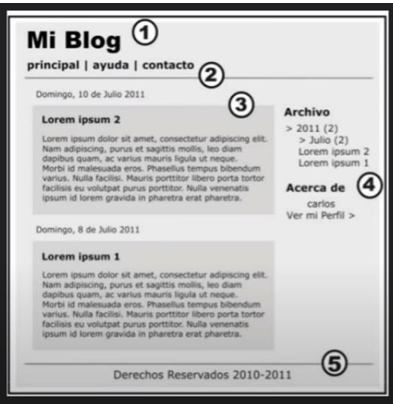 Mi Blog 1
principal | ayuda | contacto
2
Domingo, 10 de Julio 2011
3
Lorem ipsum 2
Lorem ipsum dolor sit amet, consectetur adipiscing elit.
Nam adipiscing, purus et sagittis mollis, leo diam
dapibus quam, ac varius mauris ligula ut neque.
Morbi id malesuada eros. Phasellus tempus bibendum
varius. Nulla facilisi. Mauris porttitor libero porta tortor
facilisis eu volutpat purus porttitor. Nulla venenatis
ipsum id lorem gravida in consectetur erat pharetra.
Domingo, 8 de Julio 2011
Lorem ipsum 1
Lorem ipsum dolor sit amet, consectetur adipiscing elit.
Nam adipiscing, purus et sagittis mollis, leo diam
dapibus quam, ac varius mauris ligula ut neque.
Morbi id malesuada eros. Phasellus tempus bibendum
varius. Nulla facilisi. Mauris porttitor libero porta tortor
facilisis eu volutpat purus porttitor. Nulla venenatis
ipsum id lorem gravida in consectetur erat pharetra.
Archivo
> 2011 (2)
> Julio (2)
Lorem ipsum 2
Lorem ipsum 1
Acerca de 4
carlos
Ver mi Perfil >
5
Derechos Reservados 2010-2011